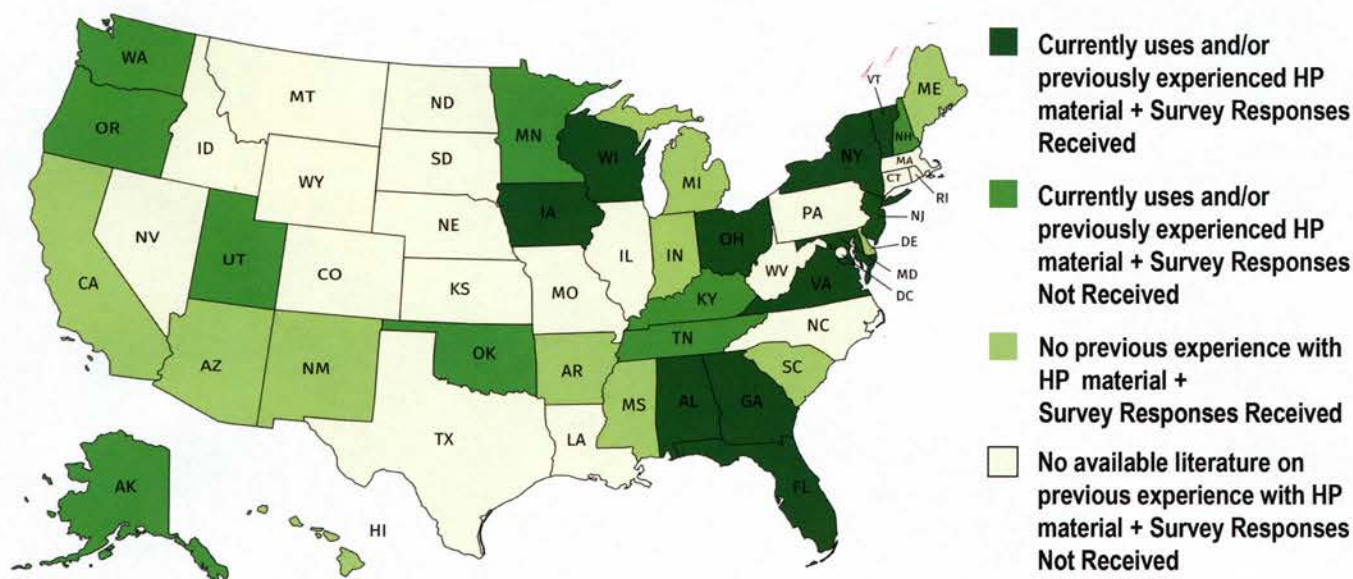 WA
OR
CA
NV
ID
MT
WY
UT
CO
AZ
NM
ND
SD
NE
KS
OK
TX
MN
IA
MO
AR
LA
WI
IL
MI
IN
KY
TN
MS
AL
GA
FL
SC
NC
VA
WV
OH
PA
NY
VT
NH
ME
MA
CT
RI
NJ
DE
MD
DC
AK
HI
Currently uses and/or
previously experienced HP
material + Survey Responses
Received
Currently uses and/or
previously experienced HP
material + Survey Responses
Not Received
No previous experience with
HP material +
Survey Responses Received
No available literature on
previous experience with HP
material + Survey Responses
Not Received